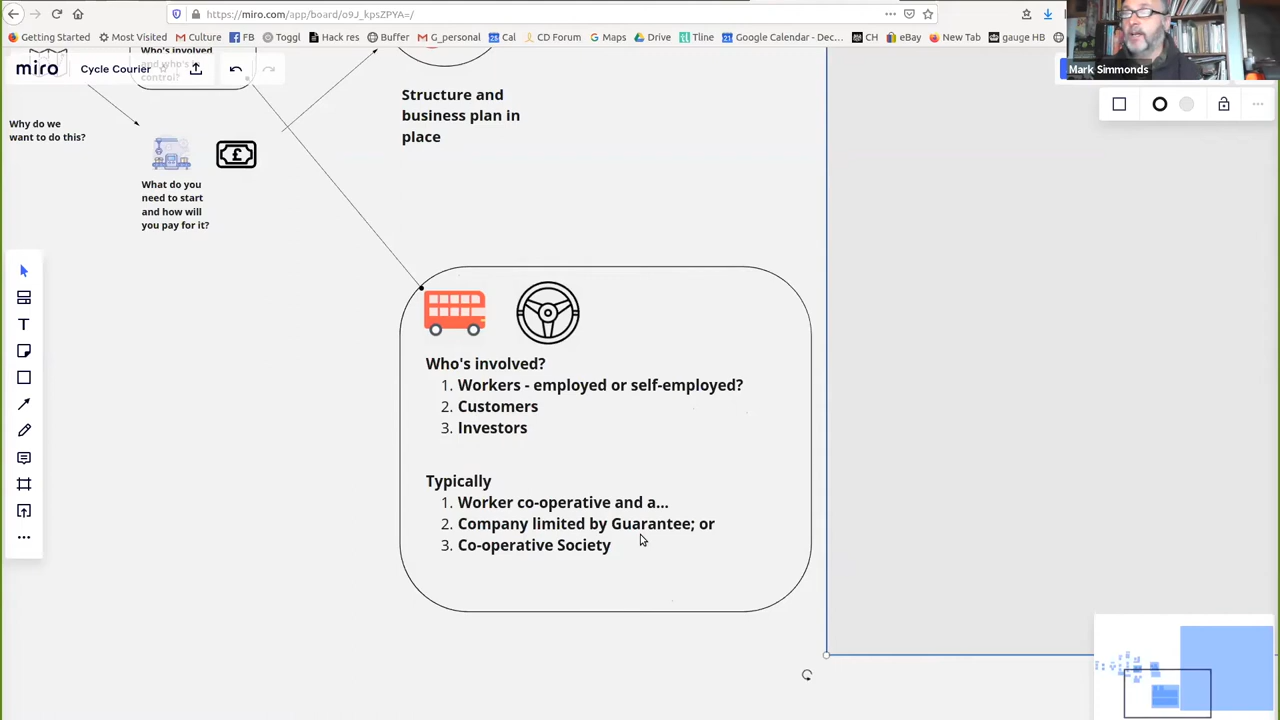 https://miro.com/app/board/o9J_kpsZPYA=/
Getting Started Most Visited Culture FB Toggl Hack res Buffer G_personal Cal CD Forum Maps Drive Tline Google Calendar - Dec... CH eBay New Tab gauge HB
Mark Simmonds
miro Cycle Courier
Who's involved
and who's
control?
Why do we
want to do this?
£
What do you
need to start
and how will
you pay for it?
Structure and
business plan in
place
Who's involved?
1. Workers - employed or self-employed?
2. Customers
3. Investors
Typically
1. Worker co-operative and a...
2. Company limited by Guarantee; or
3. Co-operative Society